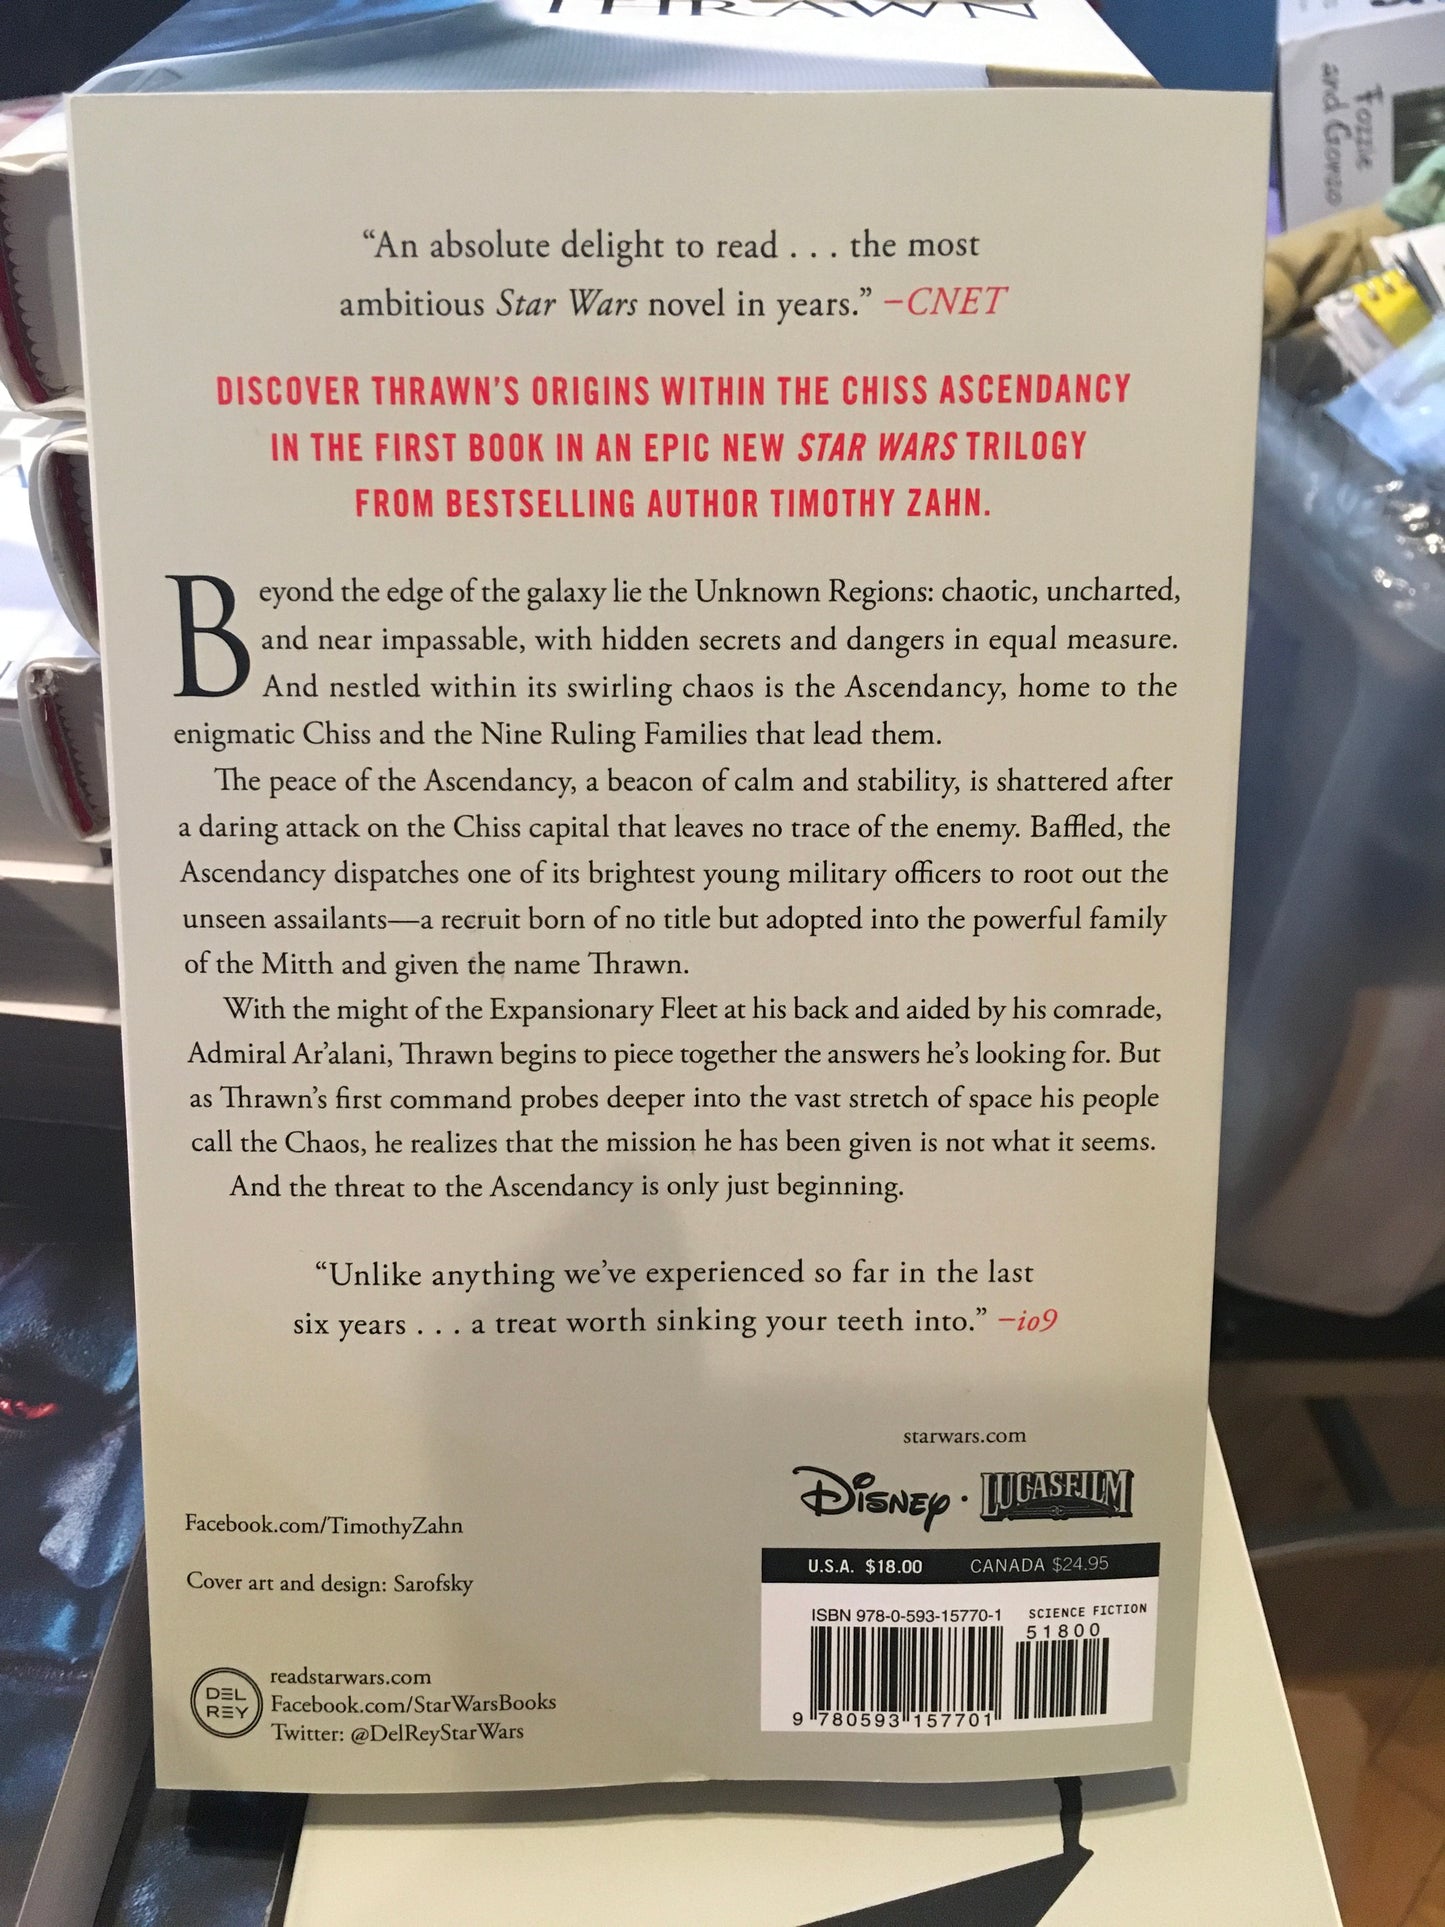 THRAWN
Fozzie
and Gonzo
“An absolute delight to read . . . the most
ambitious Star Wars novel in years.” —CNET
DISCOVER THRAWN’S ORIGINS WITHIN THE CHISS ASCENDANCY
IN THE FIRST BOOK IN AN EPIC NEW STAR WARS TRILOGY
FROM BESTSELLING AUTHOR TIMOTHY ZAHN.
Beyond the edge of the galaxy lie the Unknown Regions: chaotic, uncharted,
and near impassable, with hidden secrets and dangers in equal measure.
And nestled within its swirling chaos is the Ascendancy, home to the
enigmatic Chiss and the Nine Ruling Families that lead them.
The peace of the Ascendancy, a beacon of calm and stability, is shattered after
a daring attack on the Chiss capital that leaves no trace of the enemy. Baffled, the
Ascendancy dispatches one of its brightest young military officers to root out the
unseen assailants—a recruit born of no title but adopted into the powerful family
of the Mitth and given the name Thrawn.
With the might of the Expansionary Fleet at his back and aided by his comrade,
Admiral Ar’alani, Thrawn begins to piece together the answers he’s looking for. But
as Thrawn’s first command probes deeper into the vast stretch of space his people
call the Chaos, he realizes that the mission he has been given is not what it seems.
And the threat to the Ascendancy is only just beginning.
“Unlike anything we’ve experienced so far in the last
six years . . . a treat worth sinking your teeth into.” —io9
starwars.com
Disney · LUCASFILM
Facebook.com/TimothyZahn
Cover art and design: Sarofsky
U.S.A. $18.00 CANADA $24.95
ISBN 978-0-593-15770-1 SCIENCE FICTION
51800
9 780593 157701
DEL REY
readstarwars.com
Facebook.com/StarWarsBooks
Twitter: @DelReyStarWars